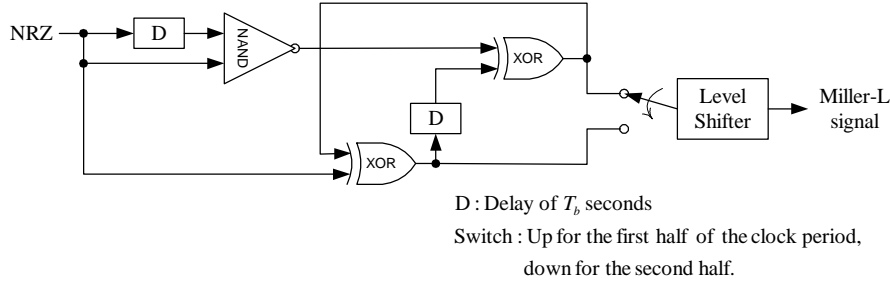 NRZ
D
NAND
XOR
D
XOR
Level
Shifter
Miller-L
signal
D : Delay of T_b seconds
Switch : Up for the first half of the clock period,
down for the second half.